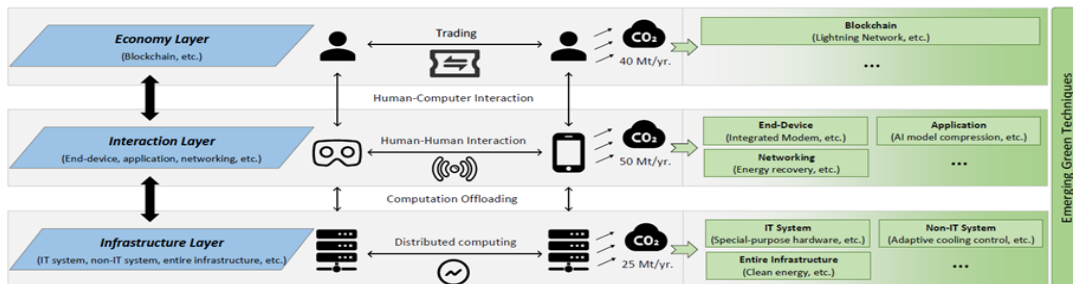 Economy Layer
(Blockchain, etc.)
Trading
CO₂
40 Mt/yr.
Blockchain
(Lightning Network, etc.)
...
Human-Computer Interaction
Interaction Layer
(End-device, application, networking, etc.)
Human-Human Interaction
CO₂
50 Mt/yr.
End-Device
(Integrated Modem, etc.)
Application
(AI model compression, etc.)
Networking
(Energy recovery, etc.)
...
Computation Offloading
Infrastructure Layer
(IT system, non-IT system, entire infrastructure, etc.)
Distributed computing
CO₂
25 Mt/yr.
IT System
(Special-purpose hardware, etc.)
Non-IT System
(Adaptive cooling control, etc.)
Entire Infrastructure
(Clean energy, etc.)
...
Emerging Green Techniques